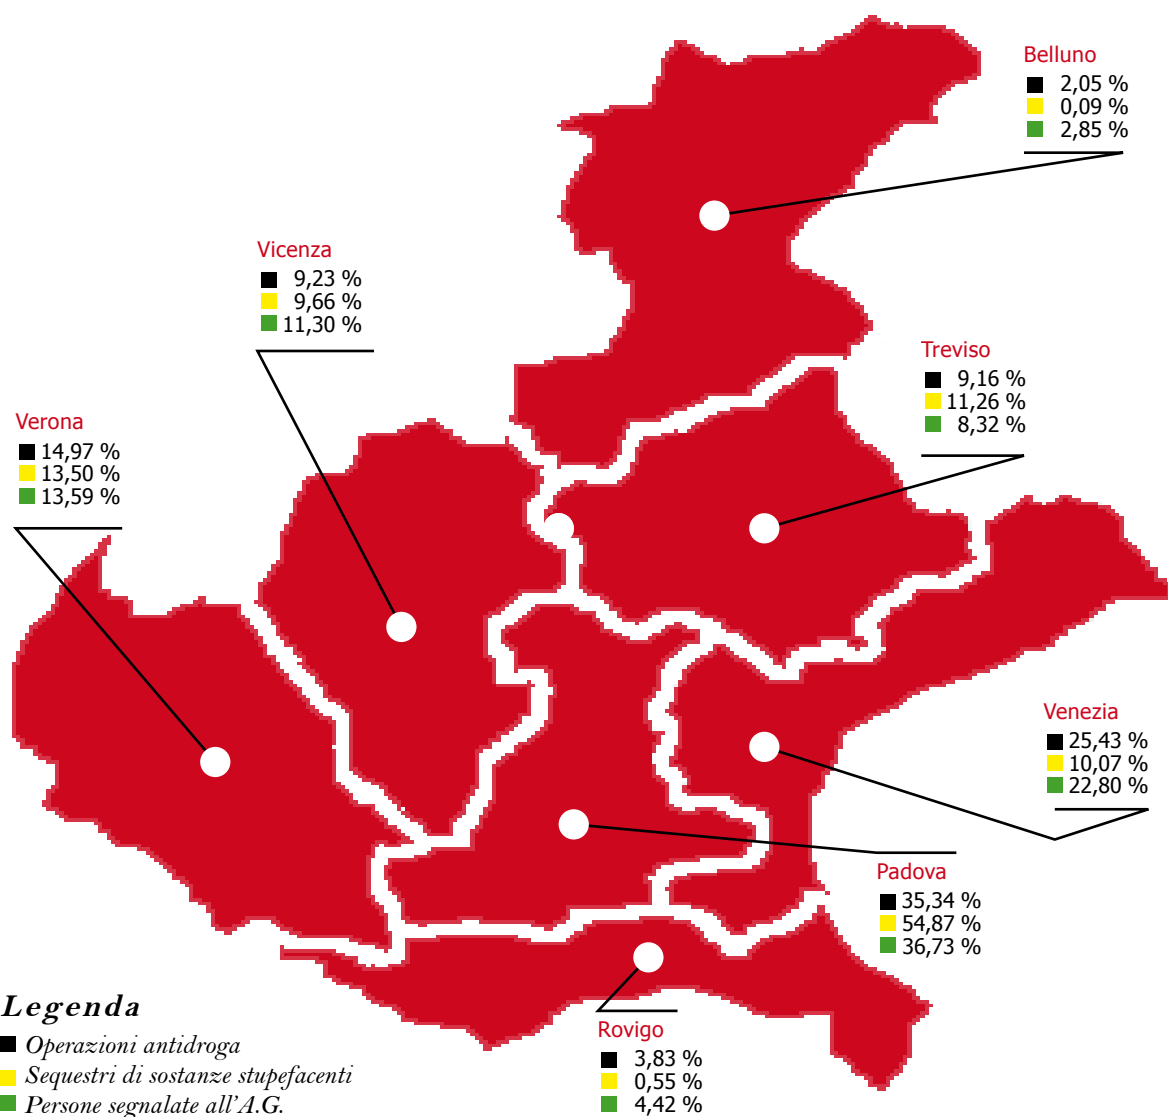 Belluno
2,05 %
0,09 %
2,85 %
Vicenza
9,23 %
9,66 %
11,30 %
Treviso
9,16 %
11,26 %
8,32 %
Verona
14,97 %
13,50 %
13,59 %
Venezia
25,43 %
10,07 %
22,80 %
Padova
35,34 %
54,87 %
36,73 %
Rovigo
3,83 %
0,55 %
4,42 %
Legenda
Operazioni antidroga
Sequestri di sostanze stupefacenti
Persone segnalate all'A.G.